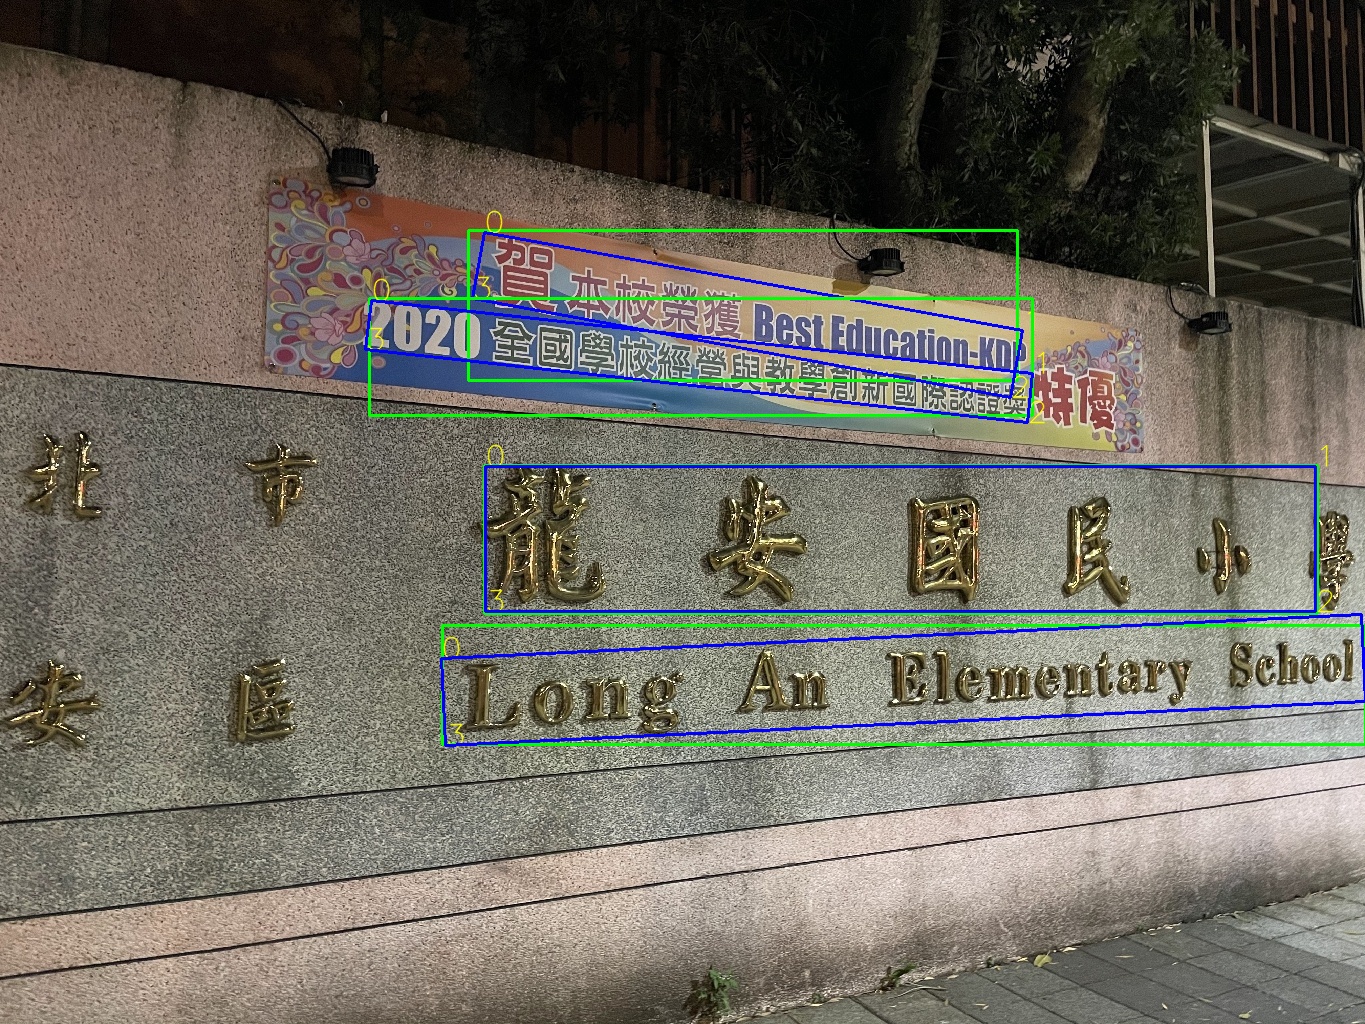 賀 本校榮獲 Best Education-KDP
2020 全國學校經營與教學創新國際認證獎 特優
北市 龍安國民小學
安區 Long An Elementary School